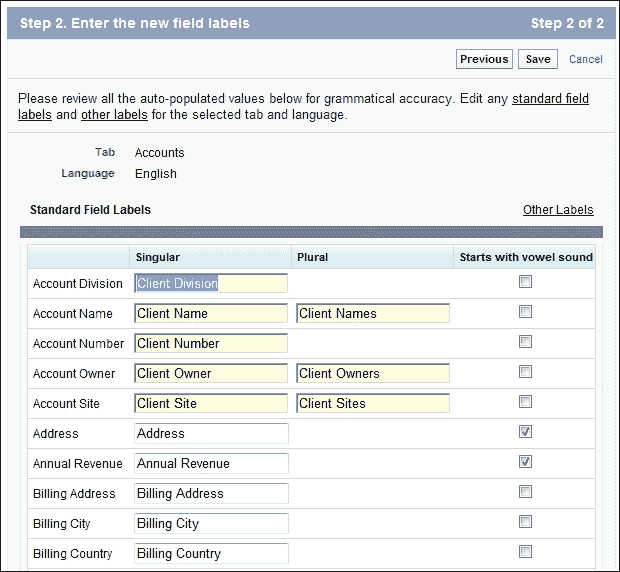 Step 2. Enter the new field labels Step 2 of 2
Previous Save Cancel
Please review all the auto-populated values below for grammatical accuracy. Edit any standard field
labels and other labels for the selected tab and language.
Tab Accounts
Language English
Standard Field Labels Other Labels
Singular Plural Starts with vowel sound
Account Division Client Division
Account Name Client Name Client Names
Account Number Client Number
Account Owner Client Owner Client Owners
Account Site Client Site Client Sites
Address Address
Annual Revenue Annual Revenue
Billing Address Billing Address
Billing City Billing City
Billing Country Billing Country